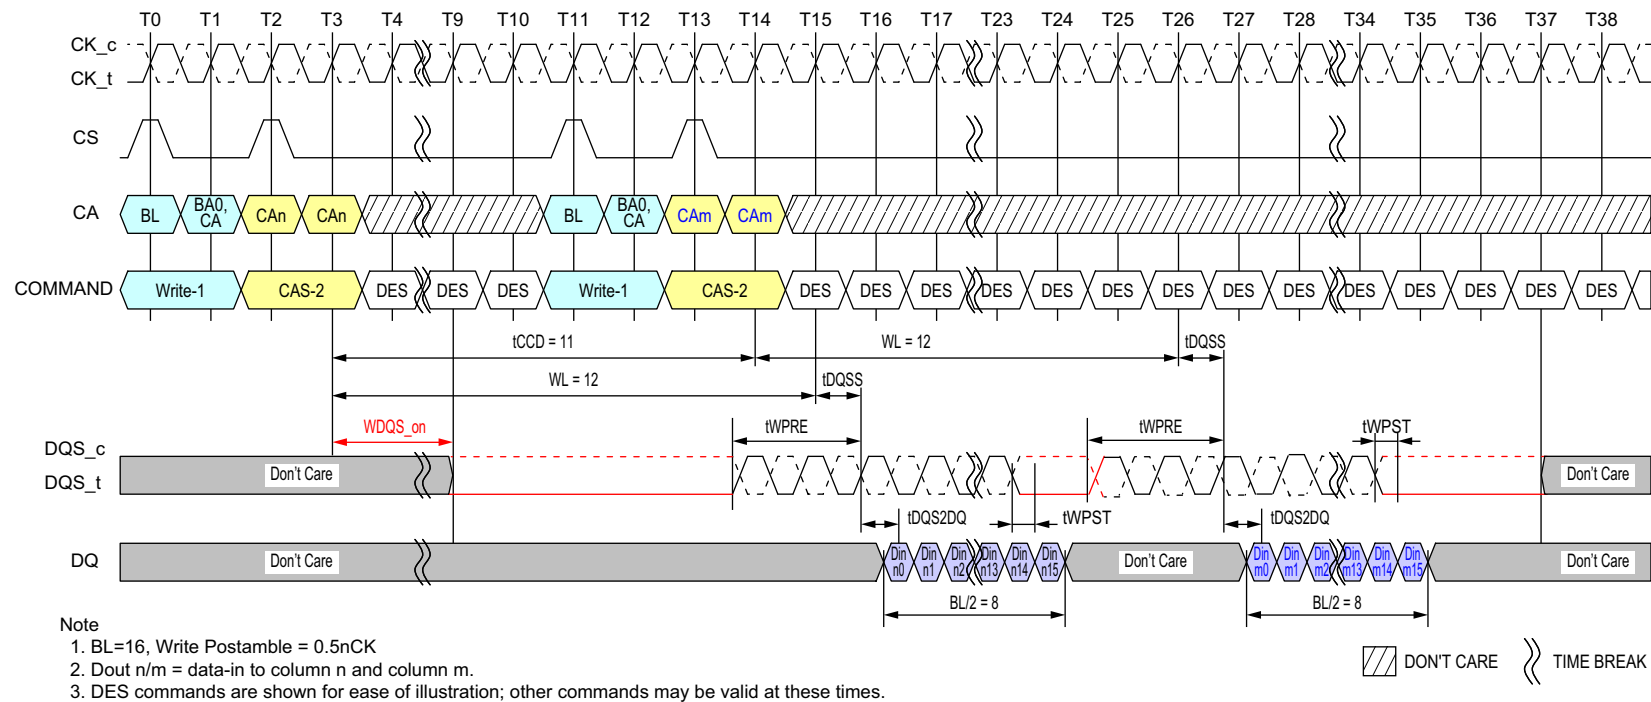 T0 T1 T2 T3 T4 T9 T10 T11 T12 T13 T14 T15 T16 T17 T23 T24 T25 T26 T27 T28 T34 T35 T36 T37 T38
CK_c
CK_t
CS
CA BL BA0, CA CAn CAn BL BA0, CA CAm CAm
COMMAND Write-1 CAS-2 DES DES DES Write-1 CAS-2 DES DES DES DES DES DES DES DES DES DES DES DES DES DES
tCCD = 11 WL = 12 tDQSS
WL = 12 tDQSS
WDQS_on tWPRE tWPRE tWPST
DQS_c
Don't Care Don't Care
DQS_t
tDQS2DQ tWPST tDQS2DQ
DQ Don't Care Din n0 Din n1 Din n2 Din n13 Din n14 Din n15 Don't Care Din m0 Din m1 Din m2 Din m13 Din m14 Din m15 Don't Care
BL/2 = 8 BL/2 = 8
Note
1. BL=16, Write Postamble = 0.5nCK
2. Dout n/m = data-in to column n and column m.
3. DES commands are shown for ease of illustration; other commands may be valid at these times.
DON'T CARE TIME BREAK